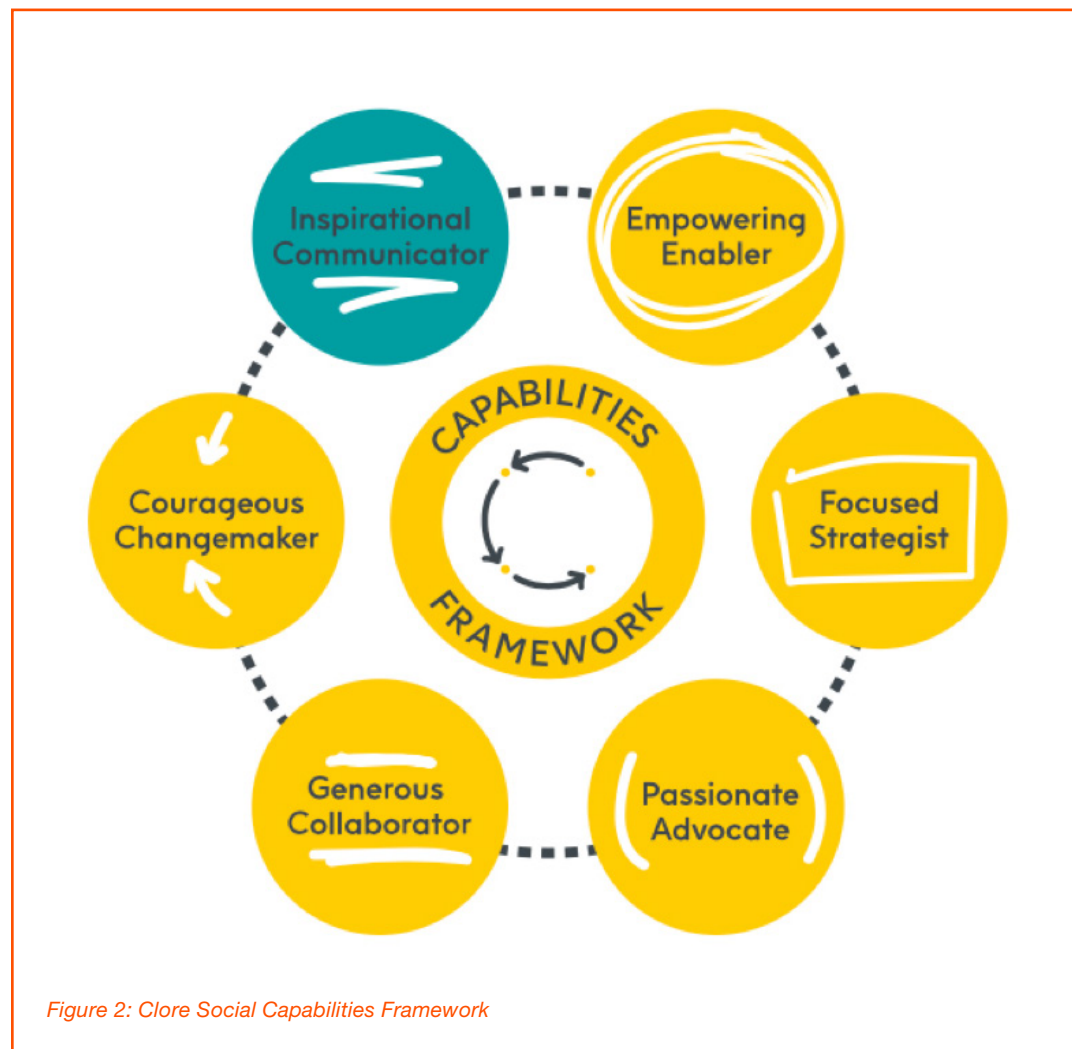 Inspirational
Communicator
Empowering
Enabler
Courageous
Changemaker
CAPABILITIES
FRAMEWORK
Focused
Strategist
Generous
Collaborator
Passionate
Advocate
Figure 2: Clore Social Capabilities Framework